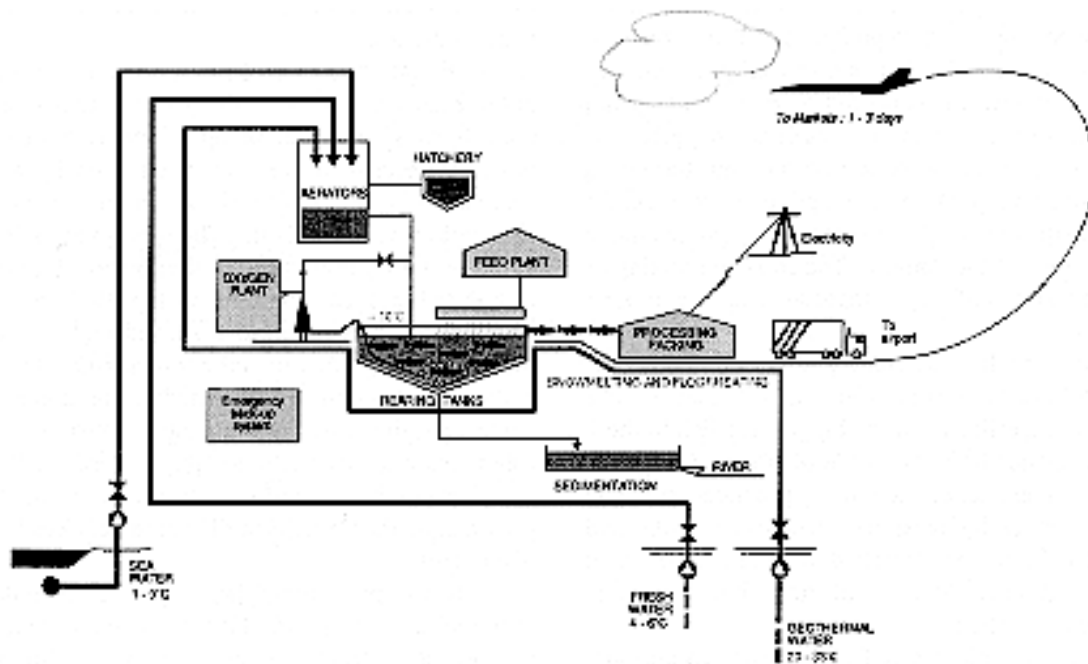 To Markets: 1 - 3 days
HATCHERY
AERATORS
Electricity
FEED PLANT
OXYGEN
PLANT
PROCESSING
PACKING
To
airport
SNOWMELTING AND FLOOR HEATING
REARING TANKS
Emergency
back-up
system
RIVER
SEDIMENTATION
SEA
WATER
FRESH
WATER
GEOTHERMAL
WATER